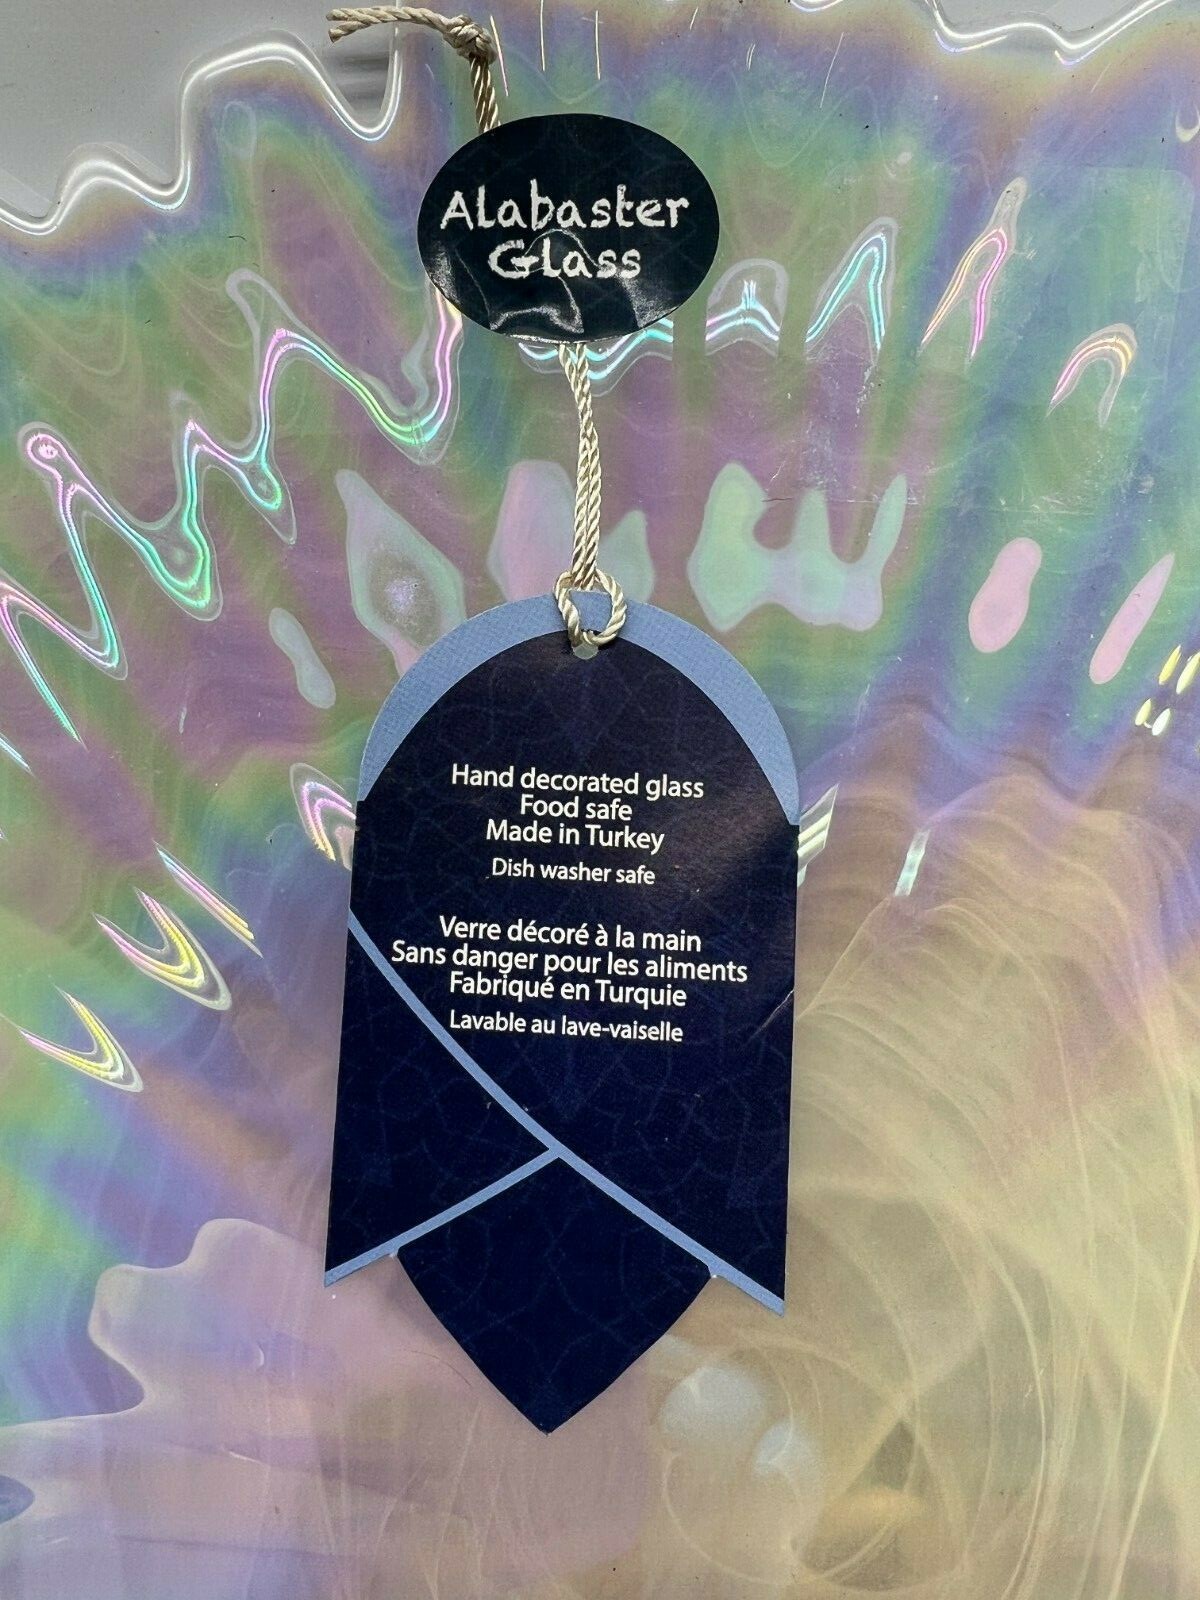 Alabaster
Glass
Hand decorated glass
Food safe
Made in Turkey
Dish washer safe
Verre décoré à la main
Sans danger pour les aliments
Fabriqué en Turquie
Lavable au lave-vaiselle